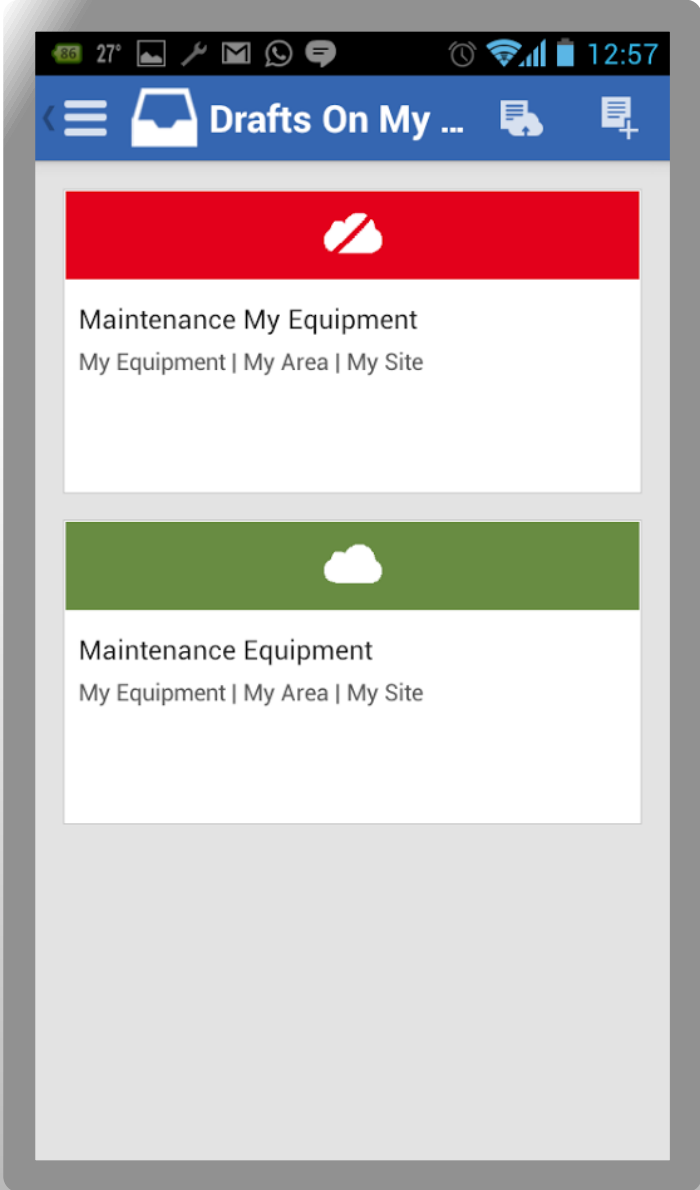 86 27° 12:57
Drafts On My ...
Maintenance My Equipment
My Equipment | My Area | My Site
Maintenance Equipment
My Equipment | My Area | My Site